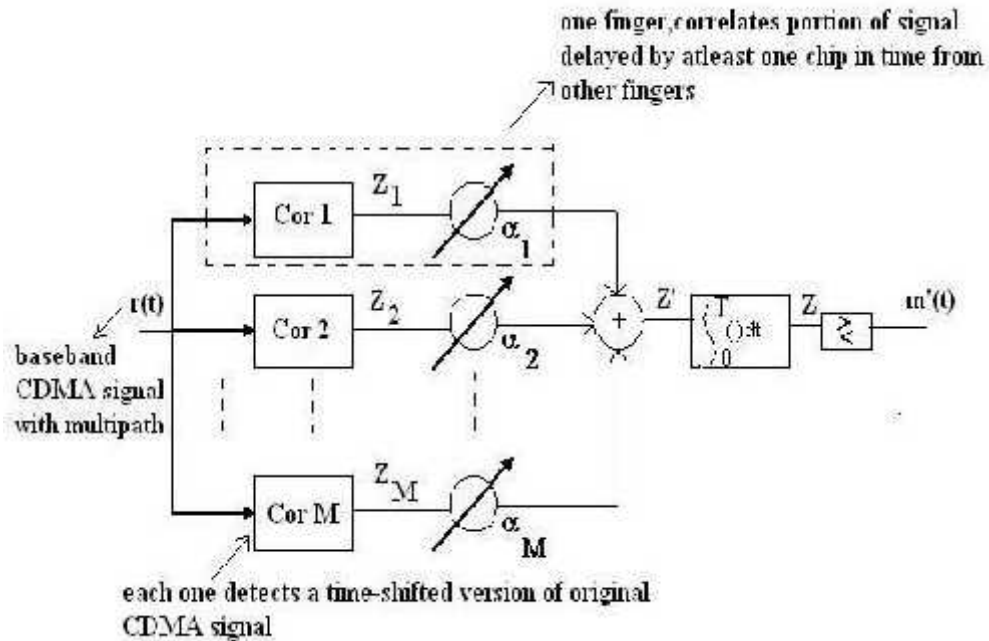 one finger,correlates portion of signal
delayed by atleast one chip in time from
other fingers
Cor 1
Z1
α1
r(t)
Cor 2
Z2
α2
+
Z'
T
∫ ()dt
0
Z
≷
m'(t)
baseband
CDMA signal
with multipath
Cor M
ZM
αM
each one detects a time-shifted version of original
CDMA signal